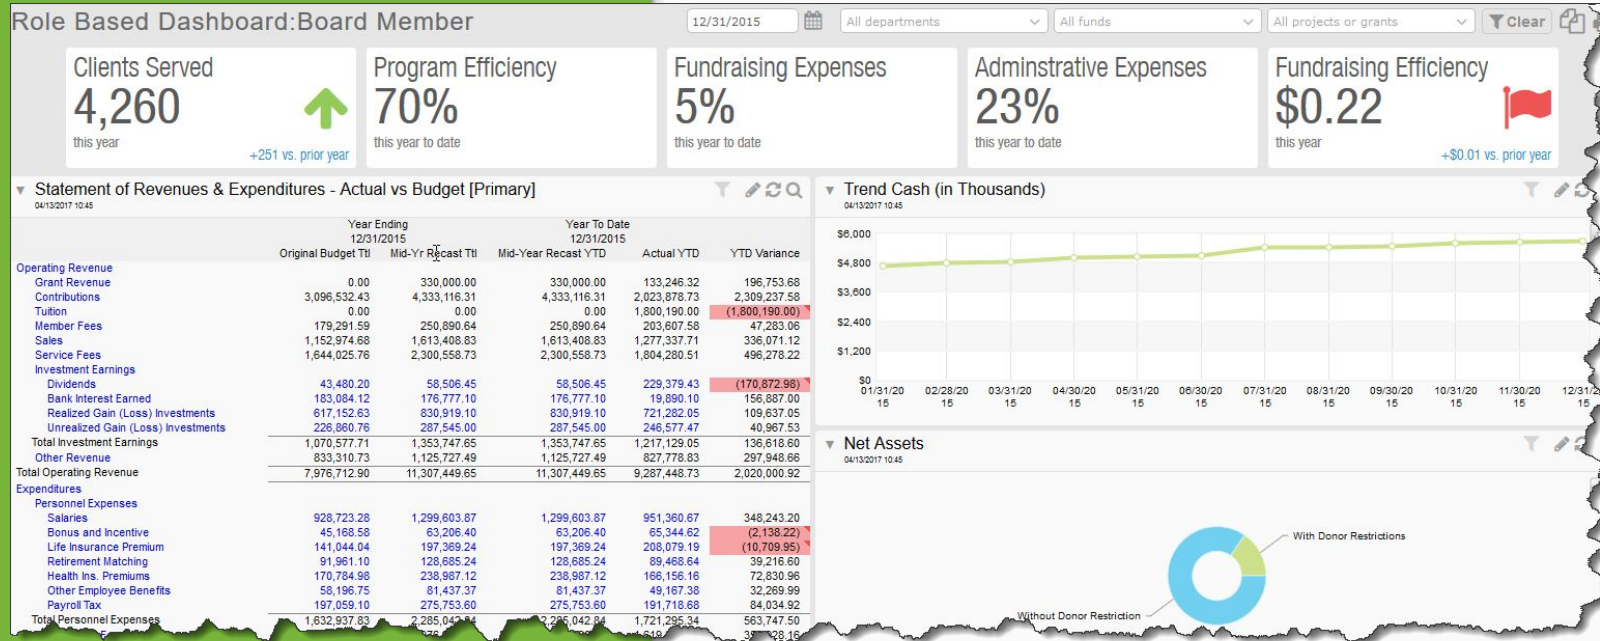 Role Based Dashboard:Board Member
12/31/2015
All departments
All funds
All projects or grants
Clear
Clients Served
4,260
this year
+251 vs. prior year
Program Efficiency
70%
this year to date
Fundraising Expenses
5%
this year to date
Adminstrative Expenses
23%
this year to date
Fundraising Efficiency
$0.22
this year
+$0.01 vs. prior year
Statement of Revenues & Expenditures - Actual vs Budget [Primary]
04/13/2017 10:45
Year Ending Year To Date
12/31/2015 12/31/2015
Original Budget Ttl Mid-Yr Recast Ttl Mid-Year Recast YTD Actual YTD YTD Variance
Operating Revenue
Grant Revenue 0.00 330,000.00 330,000.00 133,246.32 196,753.68
Contributions 3,096,532.43 4,333,116.31 4,333,116.31 2,023,878.73 2,309,237.58
Tuition 0.00 0.00 0.00 1,800,190.00 (1,800,190.00)
Member Fees 179,291.59 250,890.64 250,890.64 203,607.58 47,283.06
Sales 1,152,974.68 1,613,408.83 1,613,408.83 1,277,337.71 336,071.12
Service Fees 1,644,025.76 2,300,558.73 2,300,558.73 1,804,280.51 496,278.22
Investment Earnings
Dividends 43,480.20 58,506.45 58,506.45 229,379.43 (170,872.98)
Bank Interest Earned 183,084.12 176,777.10 176,777.10 19,890.10 156,887.00
Realized Gain (Loss) Investments 617,152.63 830,919.10 830,919.10 721,282.05 109,637.05
Unrealized Gain (Loss) Investments 226,860.76 287,545.00 287,545.00 246,577.47 40,967.53
Total Investment Earnings 1,070,577.71 1,353,747.65 1,353,747.65 1,217,129.05 136,618.60
Other Revenue 833,310.73 1,125,727.49 1,125,727.49 827,778.83 297,948.66
Total Operating Revenue 7,976,712.90 11,307,449.65 11,307,449.65 9,287,448.73 2,020,000.92
Expenditures
Personnel Expenses
Salaries 928,723.28 1,299,603.87 1,299,603.87 951,360.67 348,243.20
Bonus and Incentive 45,168.58 63,206.40 63,206.40 65,344.62 (2,138.22)
Life Insurance Premium 141,044.04 197,369.24 197,369.24 208,079.19 (10,709.95)
Retirement Matching 91,961.10 128,685.24 128,685.24 89,468.64 39,216.60
Health Ins. Premiums 170,784.98 238,987.12 238,987.12 166,156.16 72,830.96
Other Employee Benefits 58,196.75 81,437.37 81,437.37 49,167.38 32,269.99
Payroll Tax 197,059.10 275,753.60 275,753.60 191,718.68 84,034.92
Total Personnel Expenses 1,632,937.83 2,285,042.84 2,285,042.84 1,721,295.34 563,747.50
Trend Cash (in Thousands)
04/13/2017 10:45
$6,000
$4,800
$3,600
$2,400
$1,200
$0
01/31/20 02/28/20 03/31/20 04/30/20 05/31/20 06/30/20 07/31/20 08/31/20 09/30/20 10/31/20 11/30/20 12/31/2
15 15 15 15 15 15 15 15 15 15 15 15
Net Assets
04/13/2017 10:45
With Donor Restrictions
Without Donor Restriction